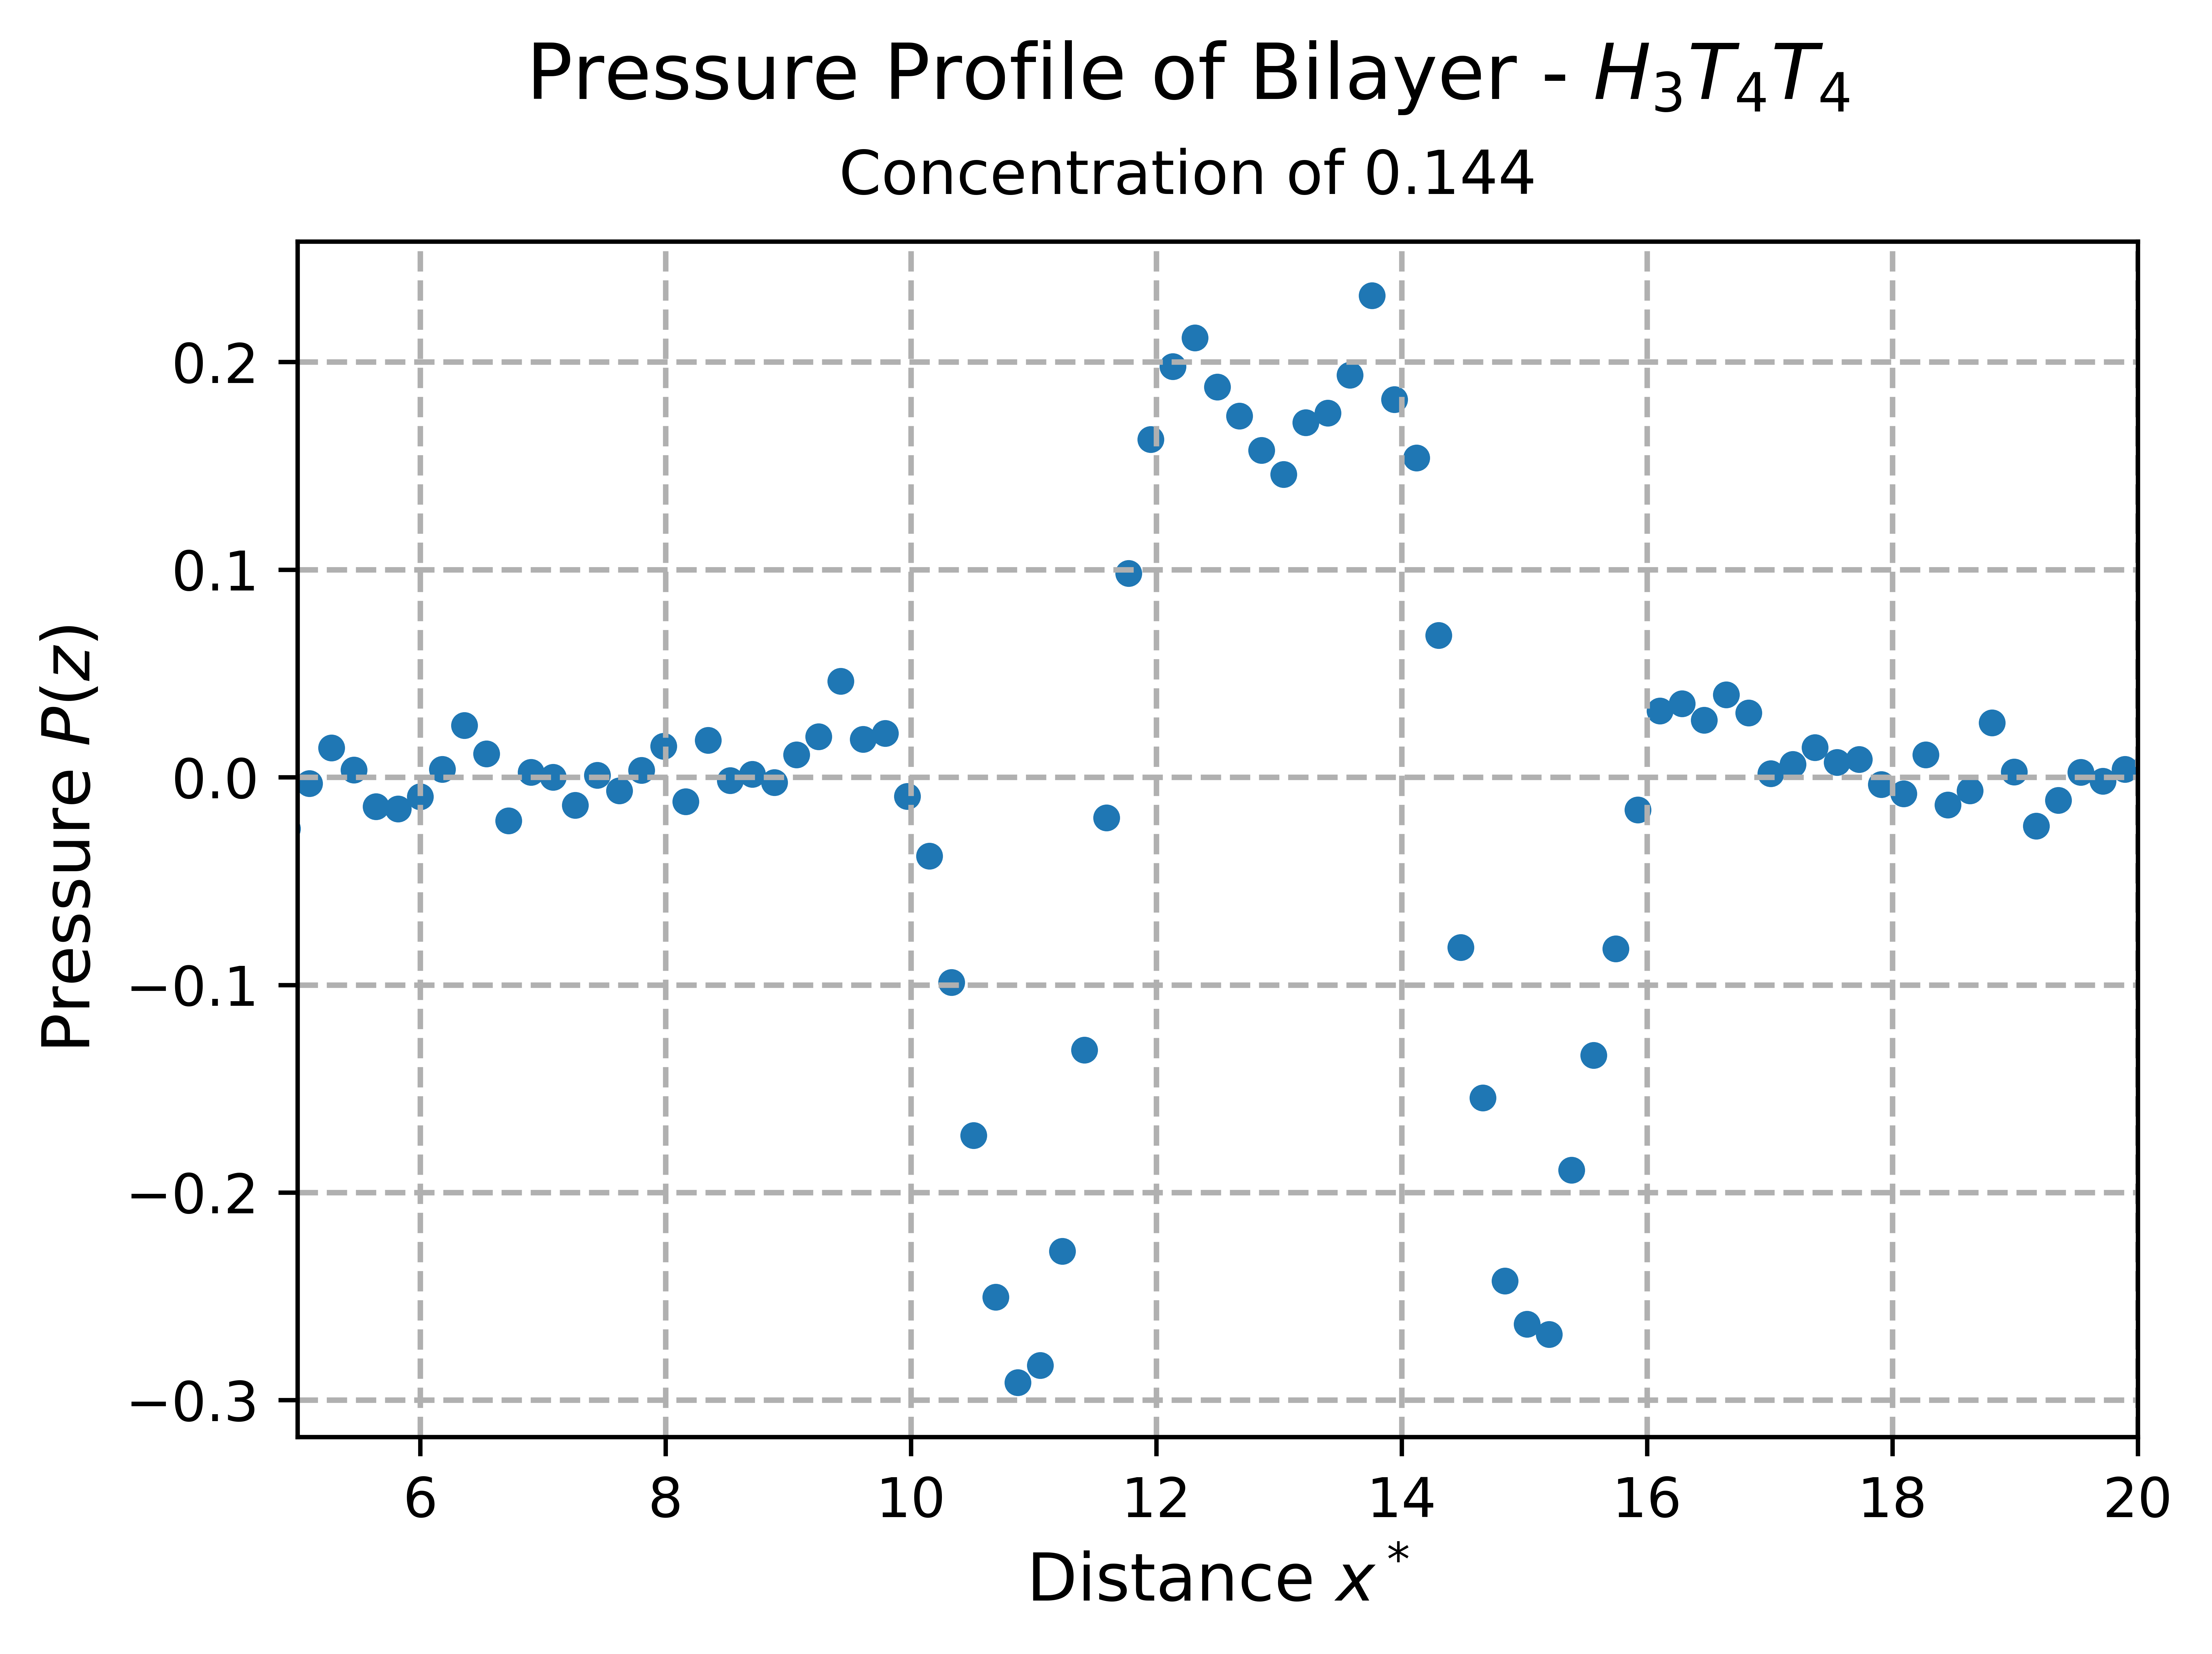 Pressure Profile of Bilayer - H₃T₄T₄
Concentration of 0.144
Pressure P(z)
0.2
0.1
0.0
−0.1
−0.2
−0.3
6 8 10 12 14 16 18 20
Distance x*